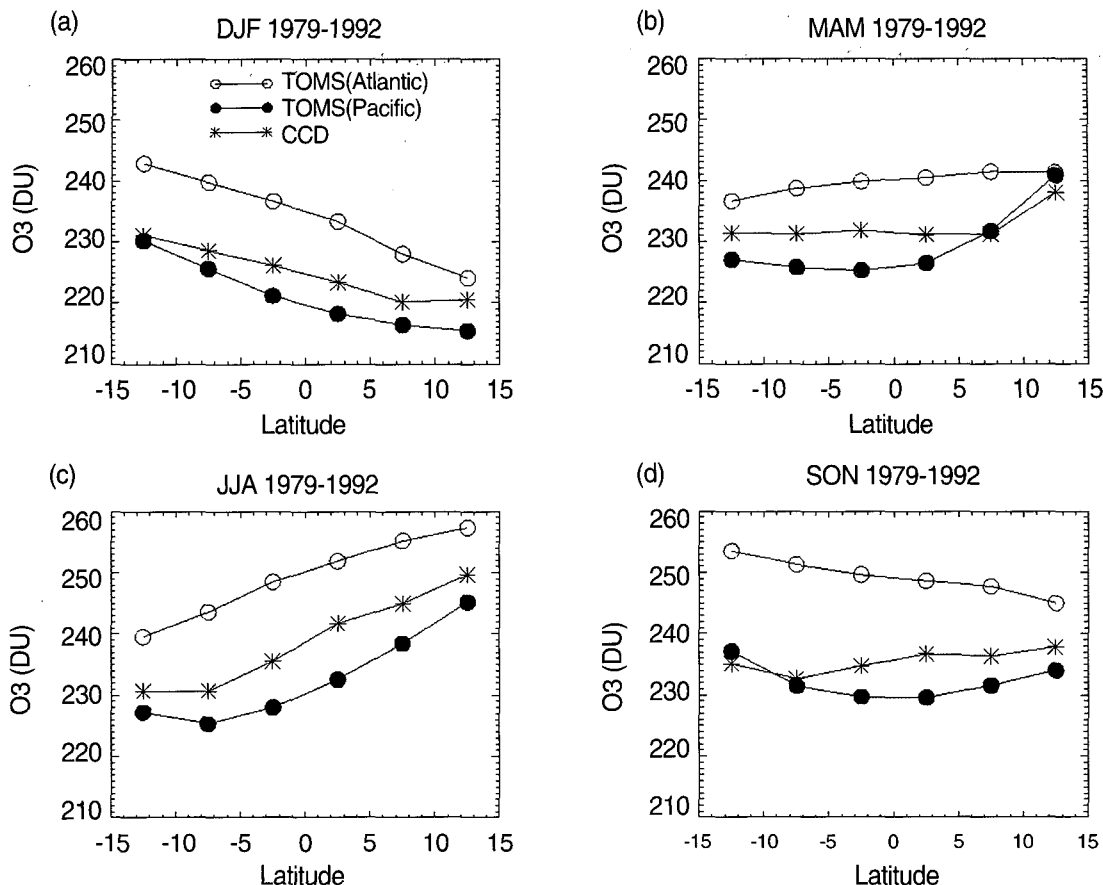 (a)
DJF 1979-1992
260
250
240
230
220
210
O3 (DU)
TOMS(Atlantic)
TOMS(Pacific)
CCD
-15 -10 -5 0 5 10 15
Latitude
(b)
MAM 1979-1992
260
250
240
230
220
210
O3 (DU)
-15 -10 -5 0 5 10 15
Latitude
(c)
JJA 1979-1992
260
250
240
230
220
210
O3 (DU)
-15 -10 -5 0 5 10 15
Latitude
(d)
SON 1979-1992
260
250
240
230
220
210
O3 (DU)
-15 -10 -5 0 5 10 15
Latitude